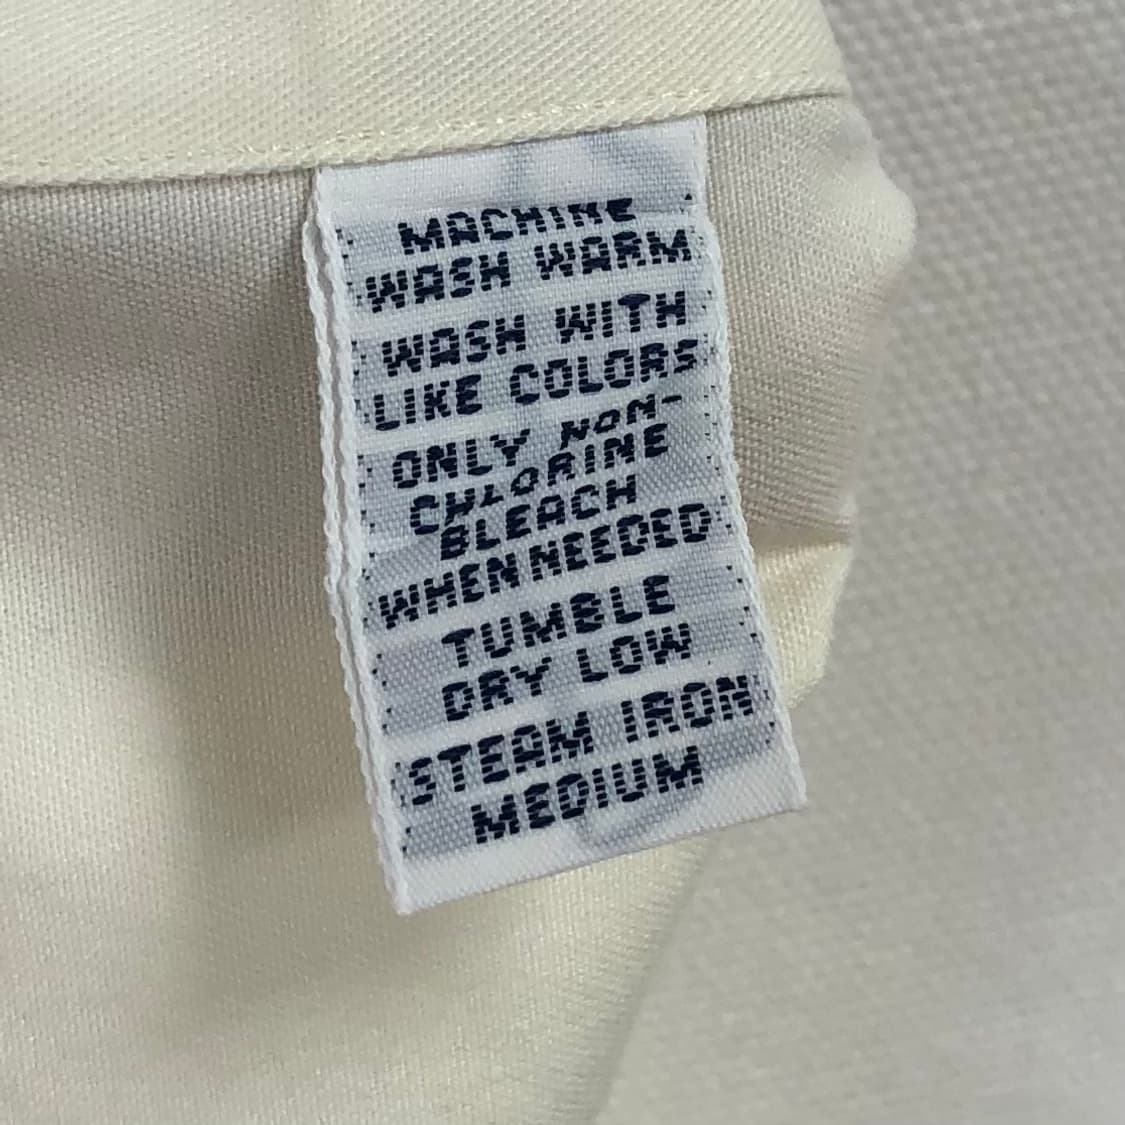 MACHINE
WASH WARM
WASH WITH
LIKE COLORS
ONLY NON-
CHLORINE
BLEACH
WHEN NEEDED
TUMBLE
DRY LOW
STEAM IRON
MEDIUM